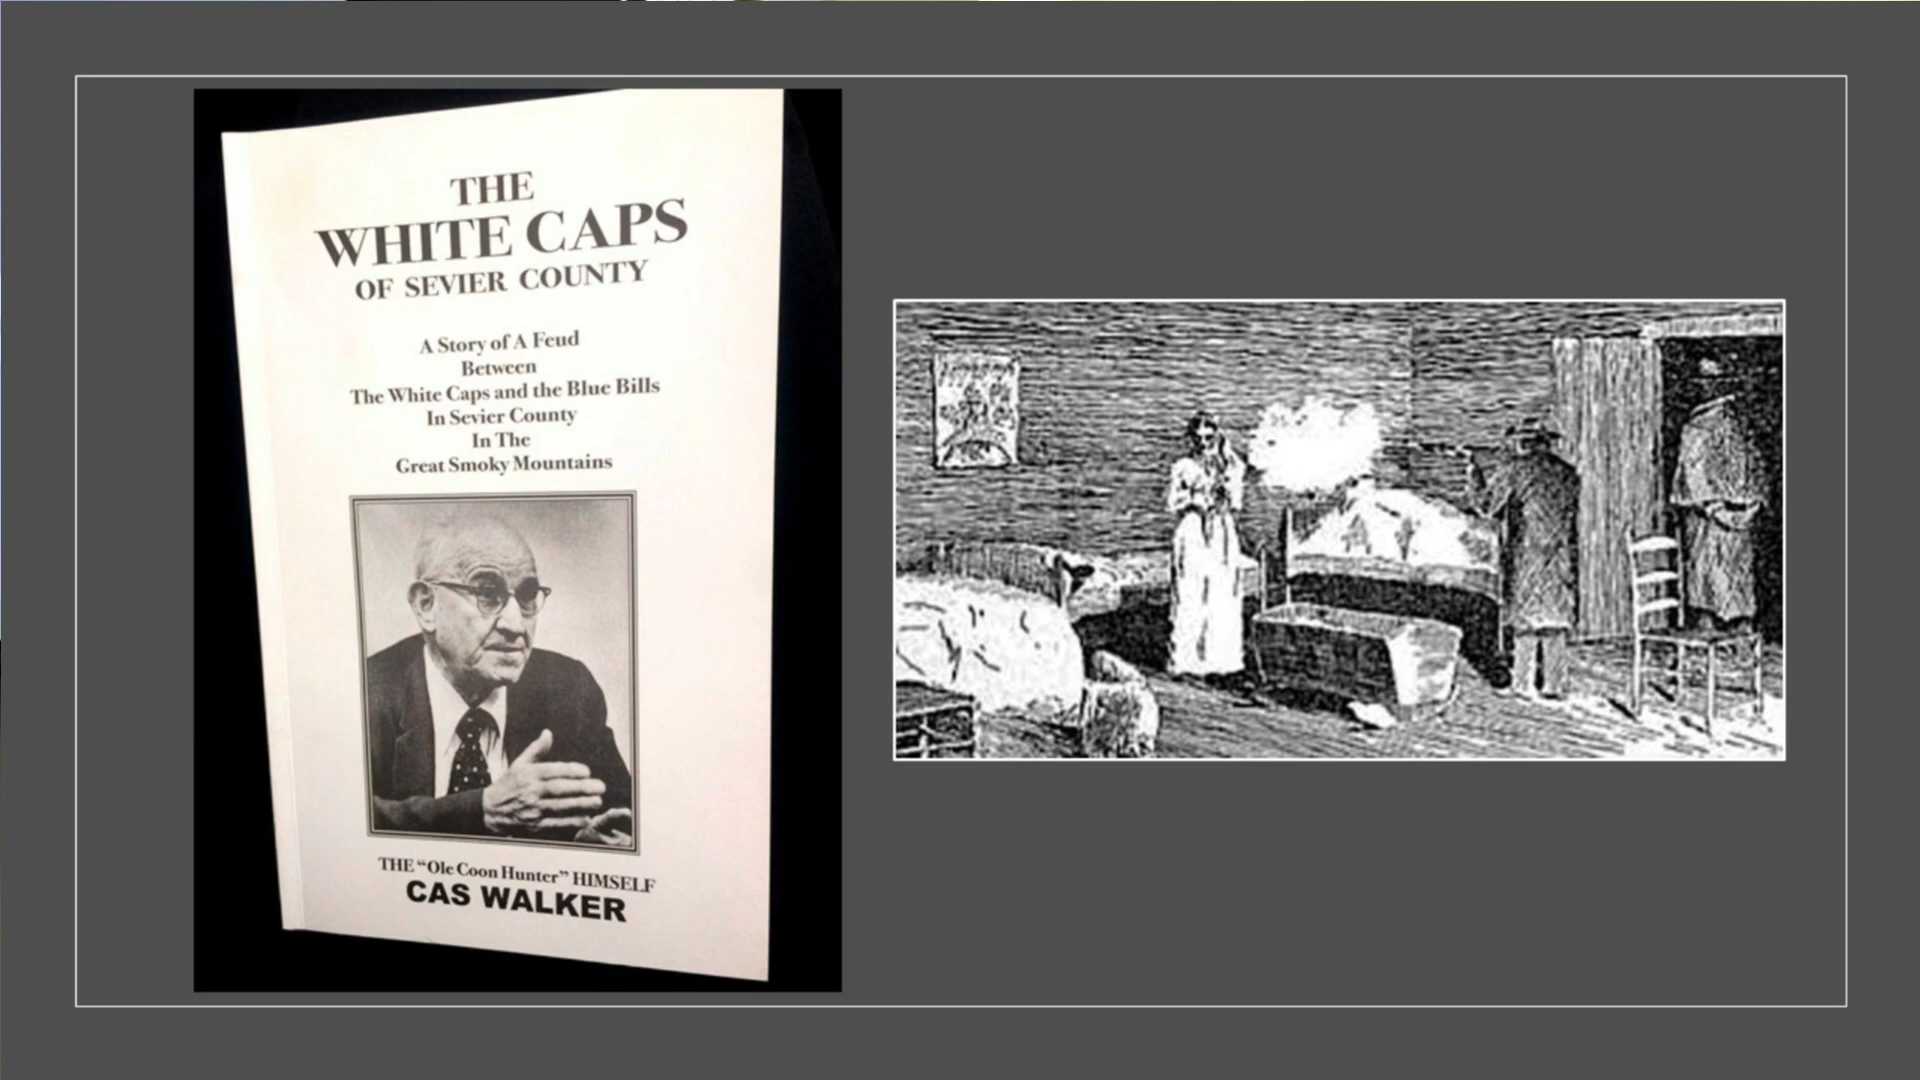 THE
WHITE CAPS
OF SEVIER COUNTY
A Story of A Feud
Between
The White Caps and the Blue Bills
In Sevier County
In The
Great Smoky Mountains
THE “Ole Coon Hunter” HIMSELF
CAS WALKER